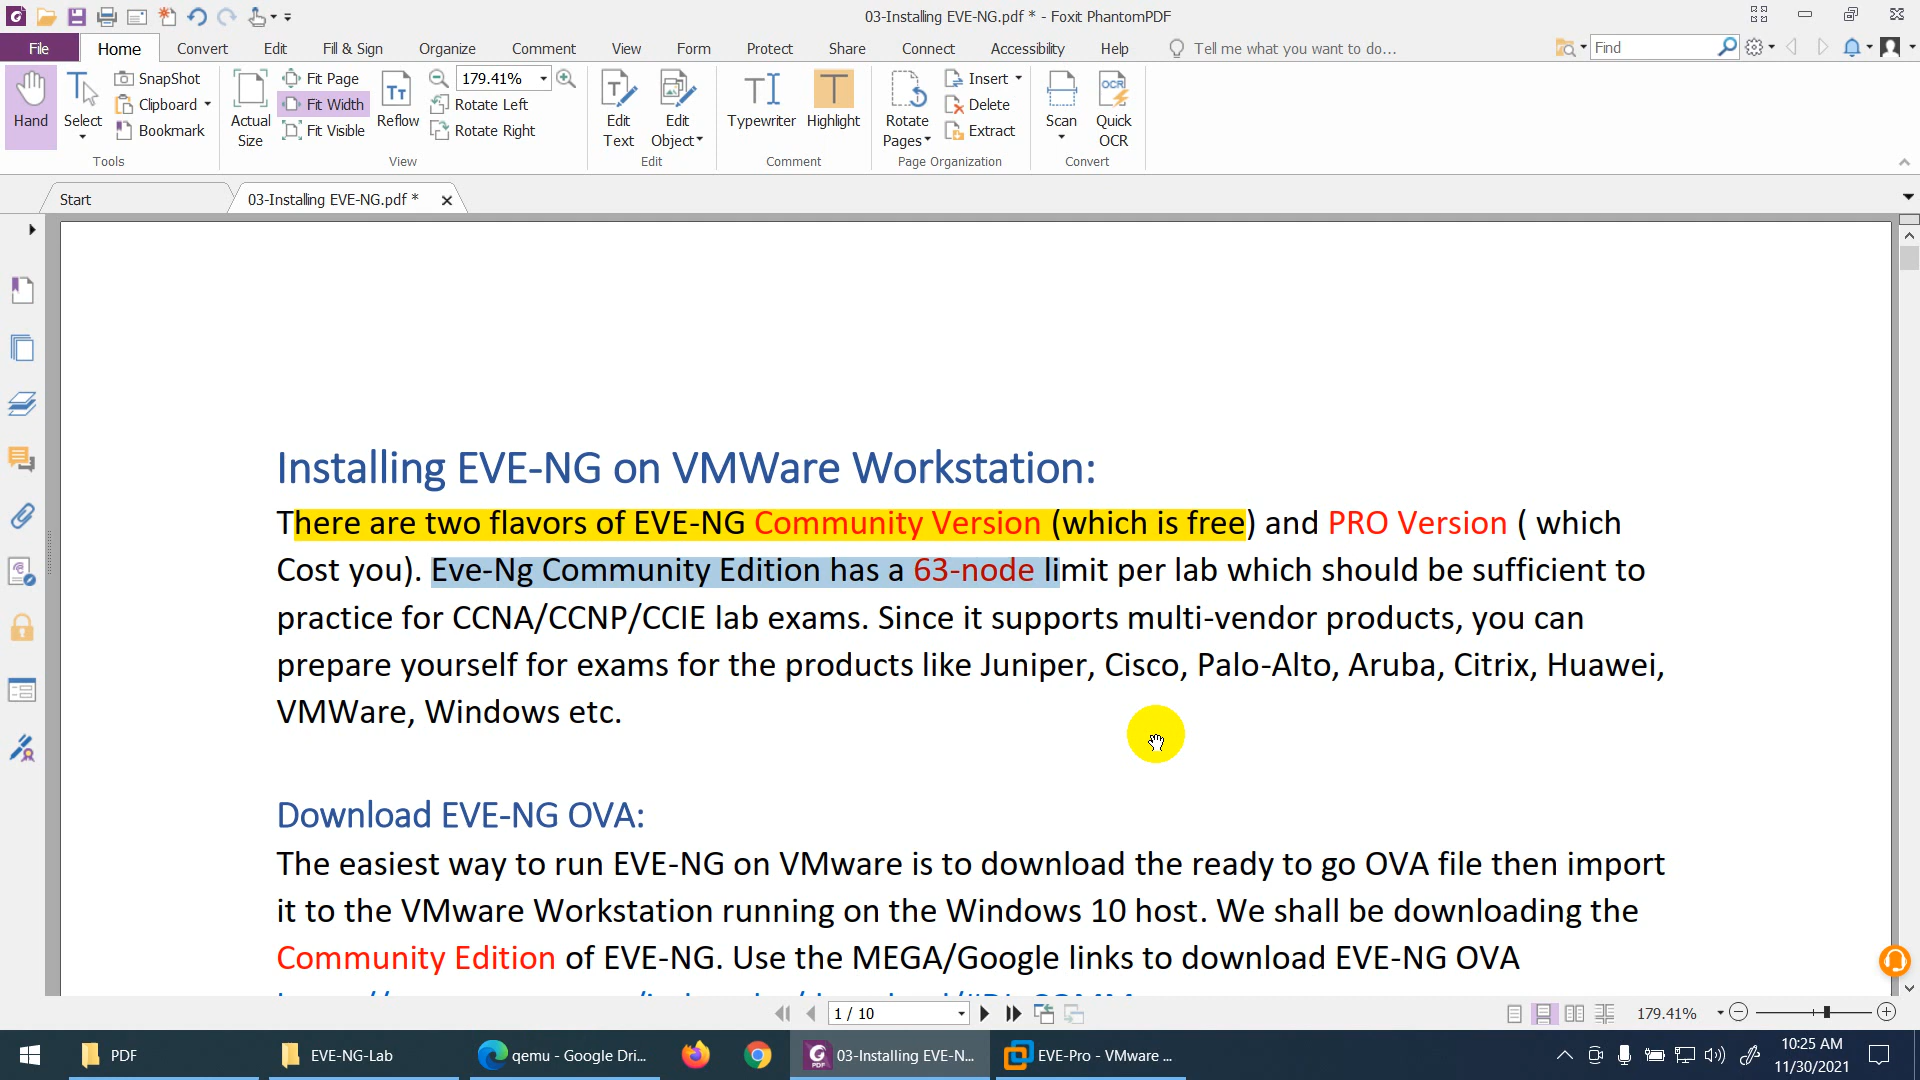 03-Installing EVE-NG.pdf * - Foxit PhantomPDF
File Home Convert Edit Fill & Sign Organize Comment View Form Protect Share Connect Accessibility Help Tell me what you want to do... Find
Hand
Select
SnapShot
Clipboard
Bookmark
Tools
Actual Size
Fit Page
Fit Width
Fit Visible
Reflow
179.41%
Rotate Left
Rotate Right
View
Edit Text
Edit Object
Edit
Typewriter
Highlight
Comment
Rotate Pages
Insert
Delete
Extract
Page Organization
Scan
Quick OCR
Convert
Start
03-Installing EVE-NG.pdf *
Installing EVE-NG on VMWare Workstation:
There are two flavors of EVE-NG Community Version (which is free) and PRO Version ( which
Cost you). Eve-Ng Community Edition has a 63-node limit per lab which should be sufficient to
practice for CCNA/CCNP/CCIE lab exams. Since it supports multi-vendor products, you can
prepare yourself for exams for the products like Juniper, Cisco, Palo-Alto, Aruba, Citrix, Huawei,
VMWare, Windows etc.
Download EVE-NG OVA:
The easiest way to run EVE-NG on VMware is to download the ready to go OVA file then import
it to the VMware Workstation running on the Windows 10 host. We shall be downloading the
Community Edition of EVE-NG. Use the MEGA/Google links to download EVE-NG OVA
1 / 10
179.41%
PDF
EVE-NG-Lab
qemu - Google Dri...
03-Installing EVE-N...
EVE-Pro - VMware ...
10:25 AM
11/30/2021